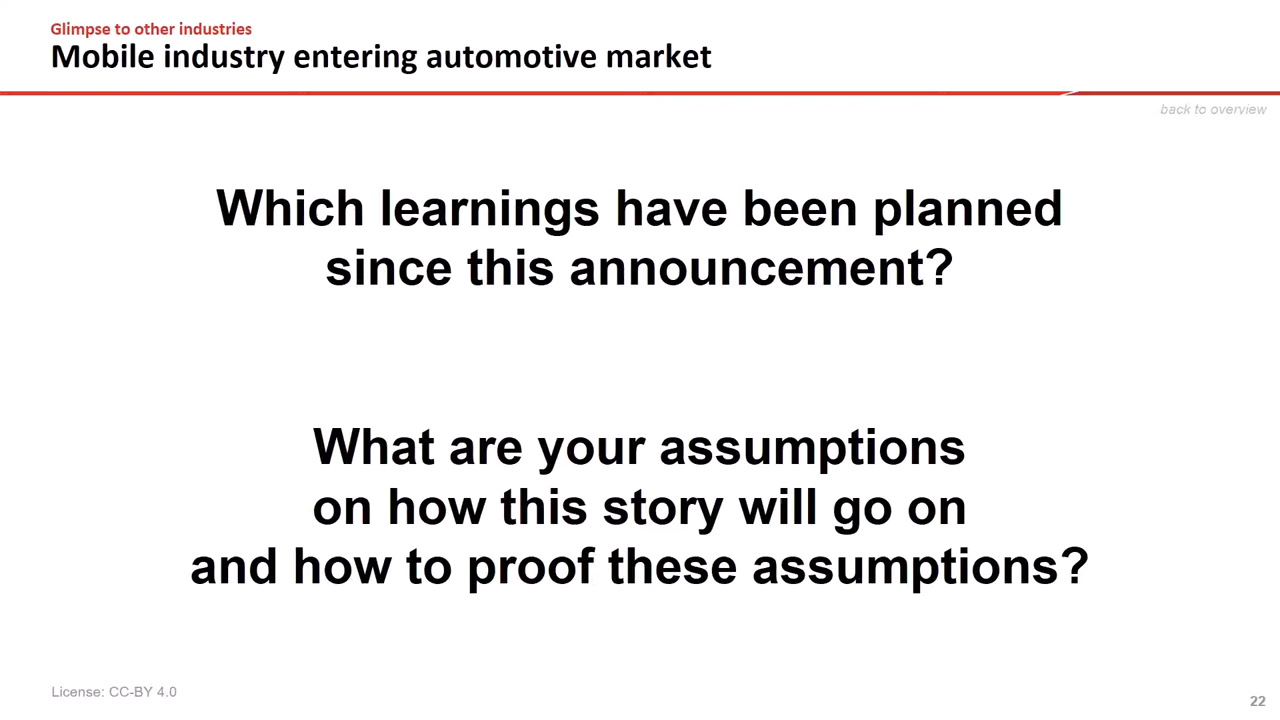 Glimpse to other industries
Mobile industry entering automotive market
back to overview
Which learnings have been planned
since this announcement?
What are your assumptions
on how this story will go on
and how to proof these assumptions?
License: CC-BY 4.0
22